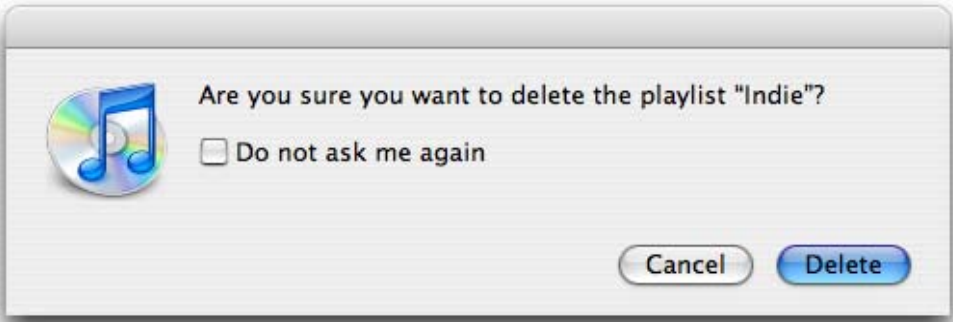 Are you sure you want to delete the playlist “Indie”?
Do not ask me again
Cancel
Delete